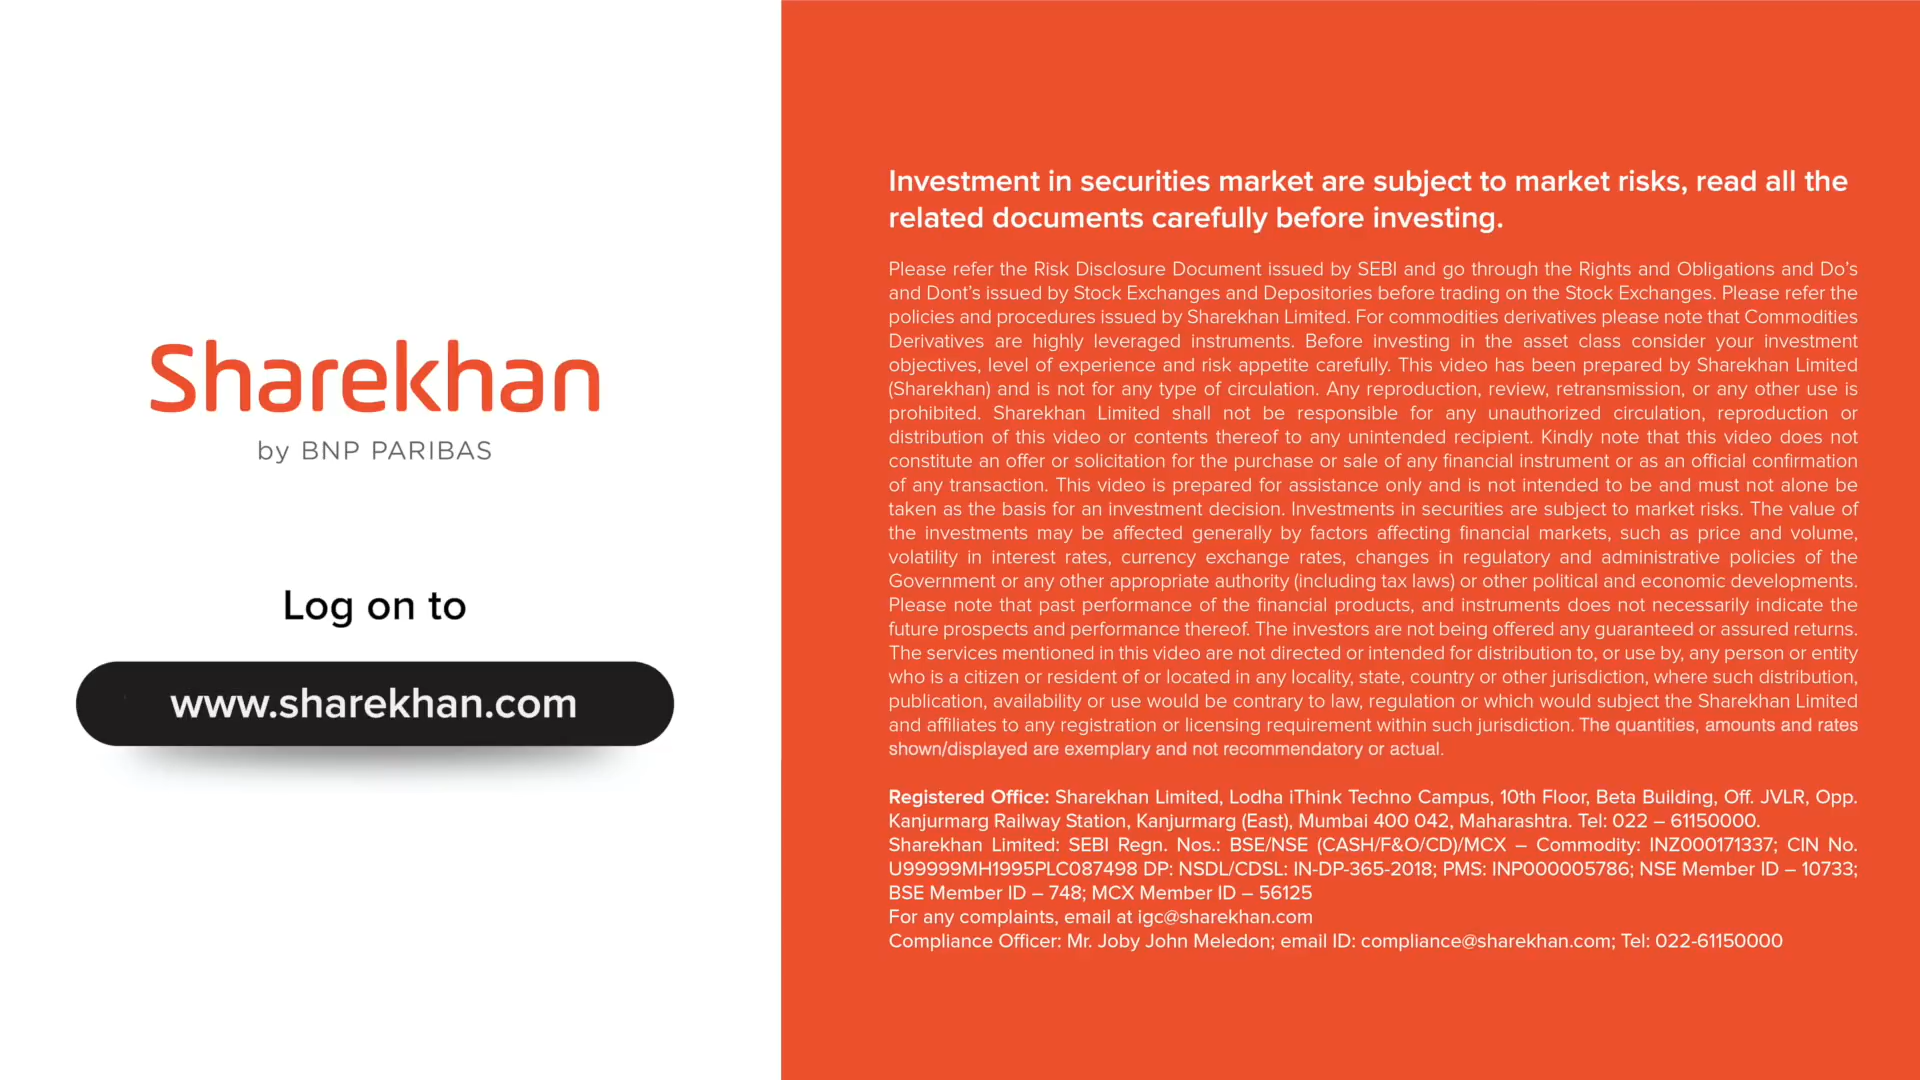 Sharekhan
by BNP PARIBAS
Log on to
www.sharekhan.com
Investment in securities market are subject to market risks, read all the
related documents carefully before investing.
Please refer the Risk Disclosure Document issued by SEBI and go through the Rights and Obligations and Do's
and Dont's issued by Stock Exchanges and Depositories before trading on the Stock Exchanges. Please refer the
policies and procedures issued by Sharekhan Limited. For commodities derivatives please note that Commodities
Derivatives are highly leveraged instruments. Before investing in the asset class consider your investment
objectives, level of experience and risk appetite carefully. This video has been prepared by Sharekhan Limited
(Sharekhan) and is not for any type of circulation. Any reproduction, review, retransmission, or any other use is
prohibited. Sharekhan Limited shall not be responsible for any unauthorized circulation, reproduction or
distribution of this video or contents thereof to any unintended recipient. Kindly note that this video does not
constitute an offer or solicitation for the purchase or sale of any financial instrument or as an official confirmation
of any transaction. This video is prepared for assistance only and is not intended to be and must not alone be
taken as the basis for an investment decision. Investments in securities are subject to market risks. The value of
the investments may be affected generally by factors affecting financial markets, such as price and volume,
volatility in interest rates, currency exchange rates, changes in regulatory and administrative policies of the
Government or any other appropriate authority (including tax laws) or other political and economic developments.
Please note that past performance of the financial products, and instruments does not necessarily indicate the
future prospects and performance thereof. The investors are not being offered any guaranteed or assured returns.
The services mentioned in this video are not directed or intended for distribution to, or use by, any person or entity
who is a citizen or resident of or located in any locality, state, country or other jurisdiction, where such distribution,
publication, availability or use would be contrary to law, regulation or which would subject the Sharekhan Limited
and affiliates to any registration or licensing requirement within such jurisdiction. The quantities, amounts and rates
shown/displayed are exemplary and not recommendatory or actual.
Registered Office: Sharekhan Limited, Lodha iThink Techno Campus, 10th Floor, Beta Building, Off. JVLR, Opp.
Kanjurmarg Railway Station, Kanjurmarg (East), Mumbai 400 042, Maharashtra. Tel: 022 – 61150000.
Sharekhan Limited: SEBI Regn. Nos.: BSE/NSE (CASH/F&O/CD)/MCX – Commodity: INZ000171337; CIN No.
U99999MH1995PLC087498 DP: NSDL/CDSL: IN-DP-365-2018; PMS: INP000005786; NSE Member ID – 10733;
BSE Member ID – 748; MCX Member ID – 56125
For any complaints, email at igc@sharekhan.com
Compliance Officer: Mr. Joby John Meledon; email ID: compliance@sharekhan.com; Tel: 022-61150000